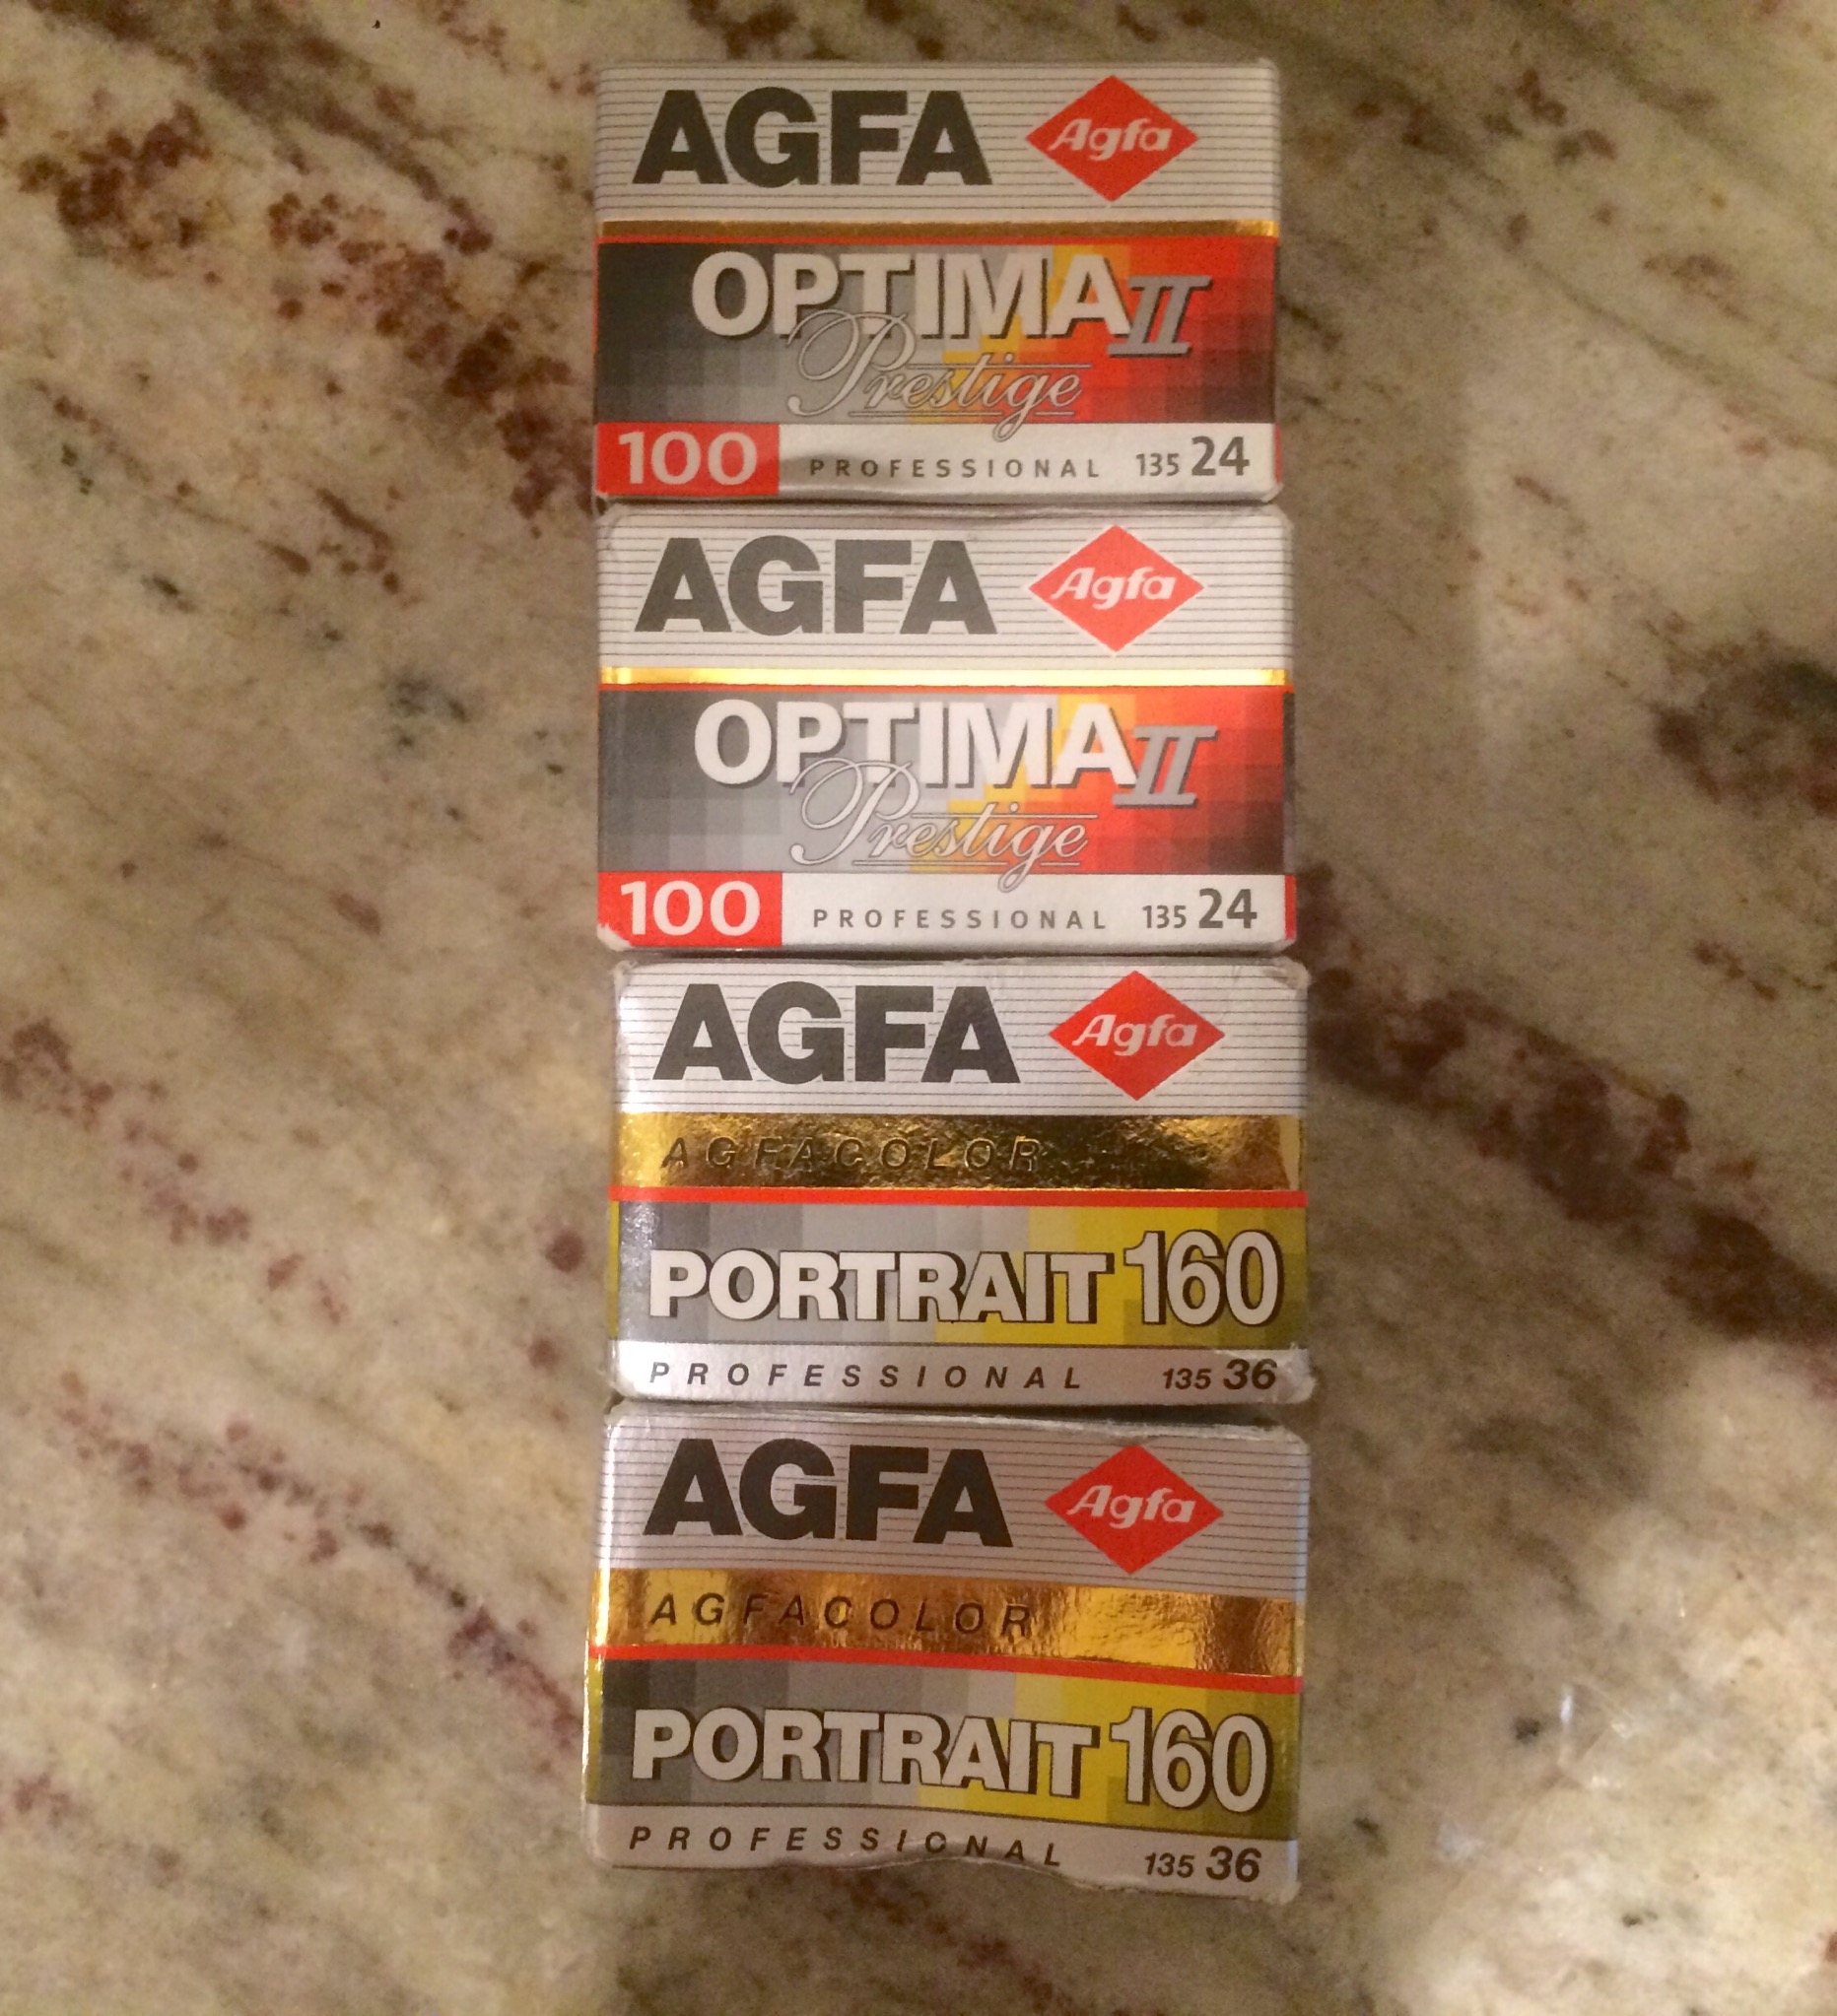 AGFA Agfa
OPTIMA II
Prestige
100 PROFESSIONAL 135 24
AGFA Agfa
OPTIMA II
Prestige
100 PROFESSIONAL 135 24
AGFA Agfa
AGFACOLOR
PORTRAIT 160
PROFESSIONAL 135 36
AGFA Agfa
AGFACOLOR
PORTRAIT 160
PROFESSIONAL 135 36